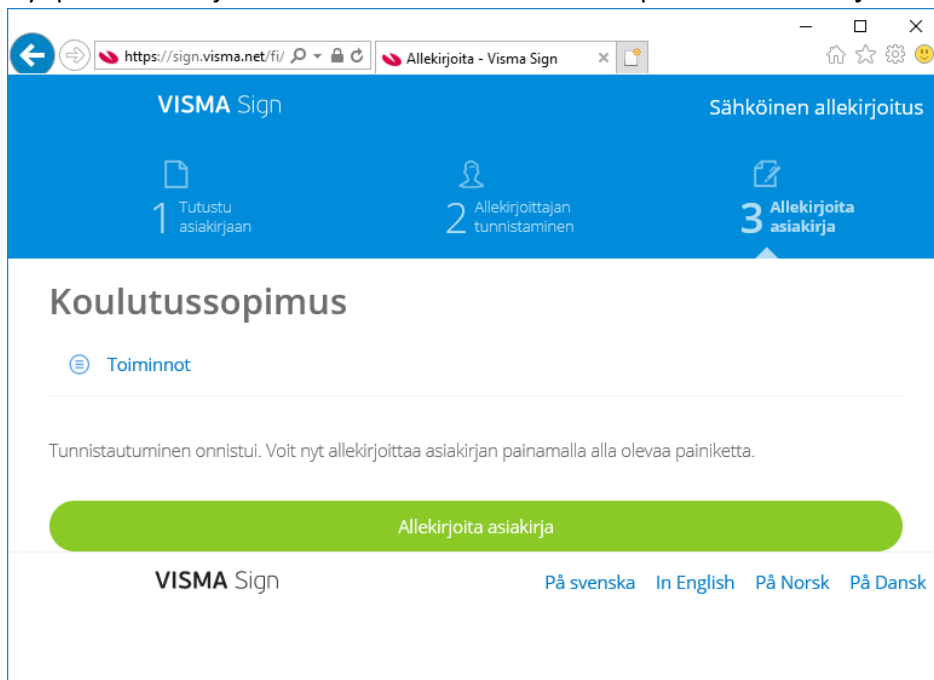 https://sign.visma.net/fi/
Allekirjoita - Visma Sign
VISMA Sign
Sähköinen allekirjoitus
1 Tutustu asiakirjaan
2 Allekirjoittajan tunnistaminen
3 Allekirjoita asiakirja
Koulutussopimus
Toiminnot
Tunnistautuminen onnistui. Voit nyt allekirjoittaa asiakirjan painamalla alla olevaa painiketta.
Allekirjoita asiakirja
VISMA Sign
På svenska In English På Norsk På Dansk